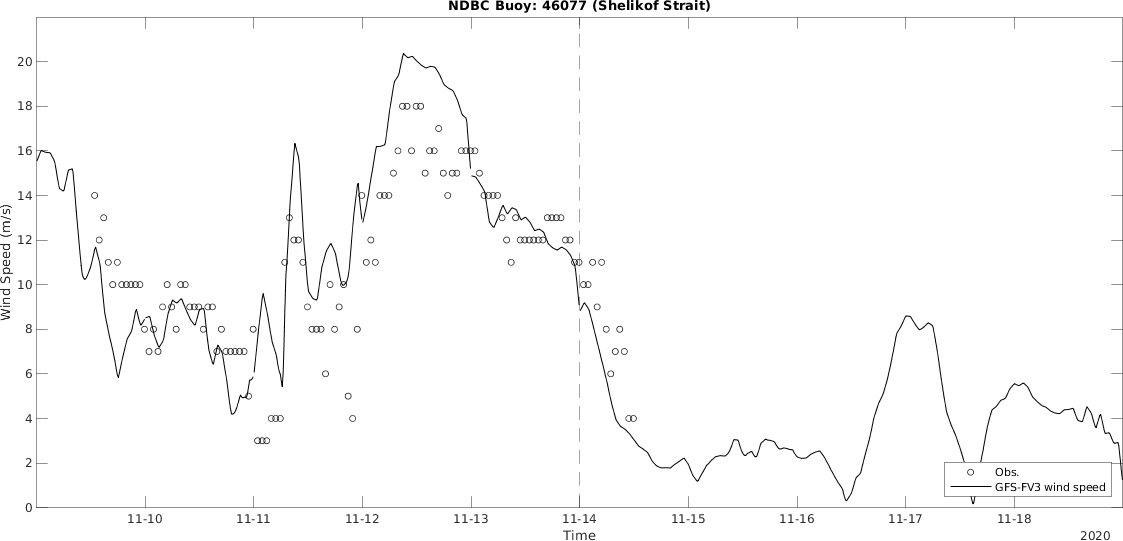 NDBC Buoy: 46077 (Shelikof Strait)
20
18
16
14
12
10
8
6
4
2
0
Wind Speed (m/s)
Obs.
GFS-FV3 wind speed
11-10 11-11 11-12 11-13 11-14 11-15 11-16 11-17 11-18
Time
2020